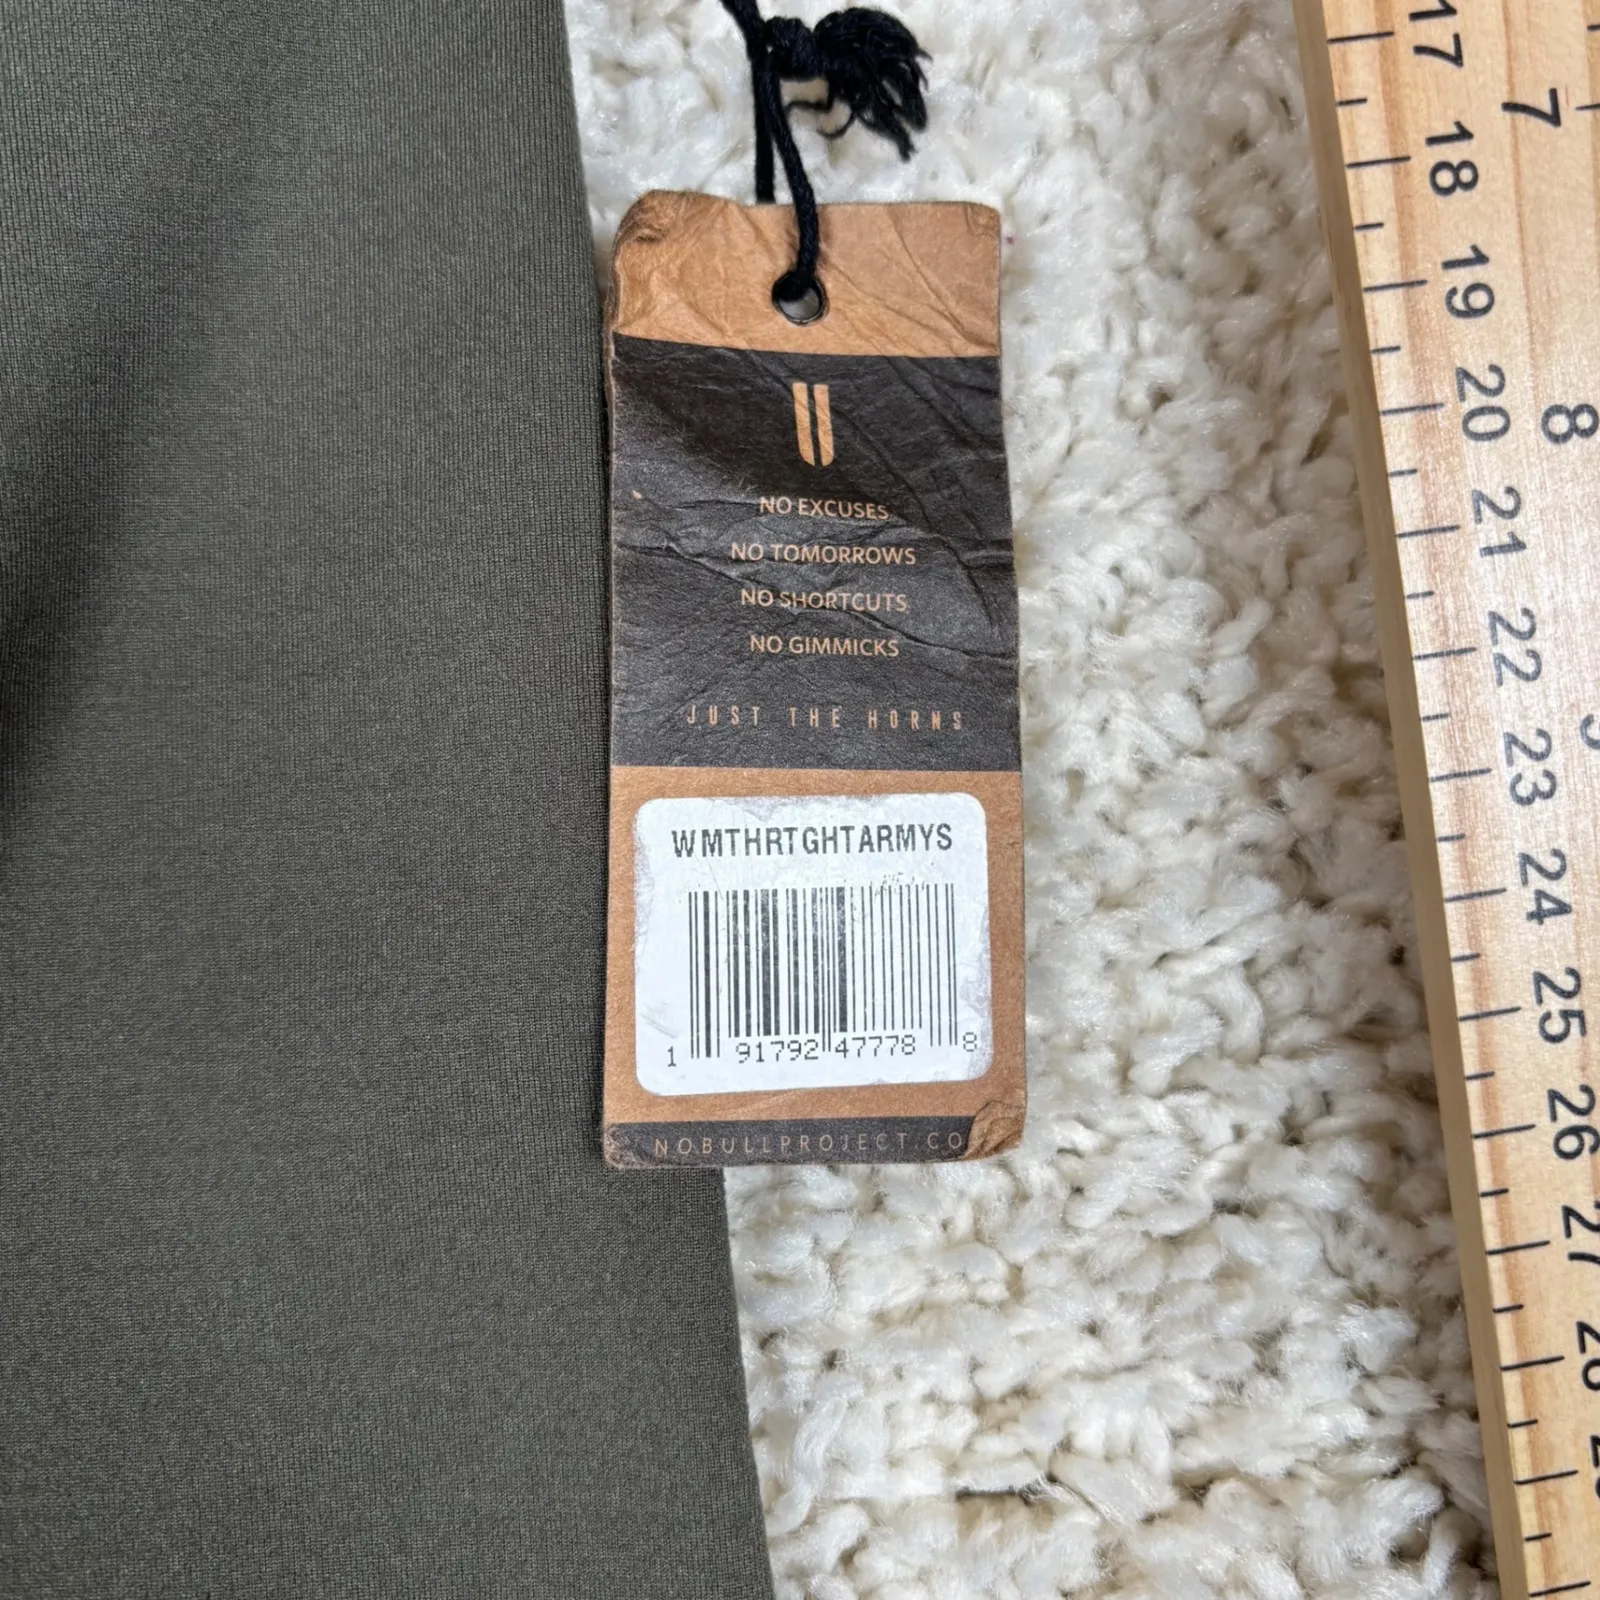 NO EXCUSES
NO TOMORROWS
NO SHORTCUTS
NO GIMMICKS
JUST THE HORNS
WMTHRTGHTARMYS
1 91792 47778 8
NOBULLPROJECT.CO
17
18
19
20
21
22
23
24
25
26
27
28
7
8